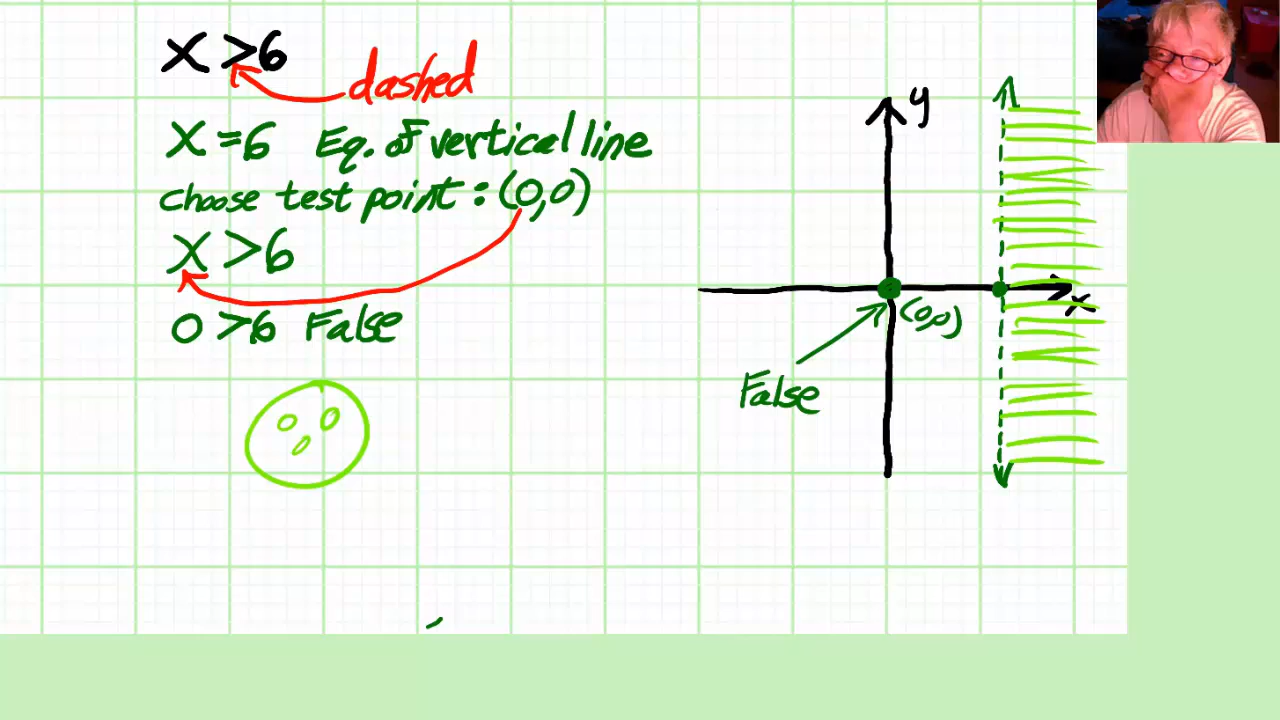 X >6
dashed
X =6 Eq. of vertical line
choose test point : (0,0)
X >6
0 >6 False
y
x
(0,0)
False